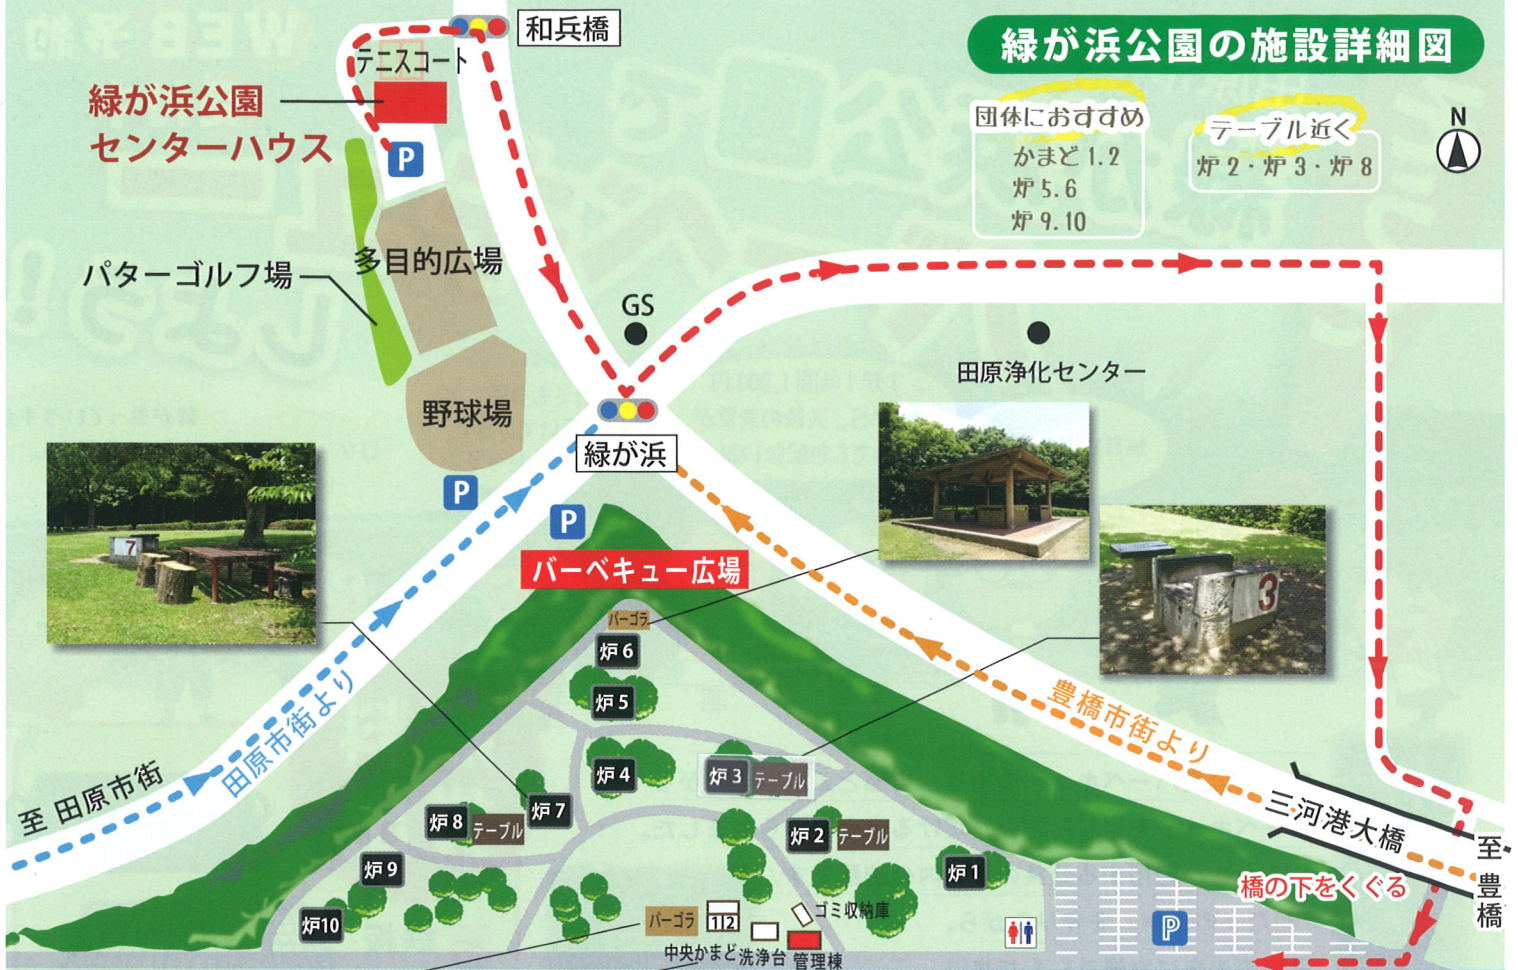 和兵橋
緑が浜公園の施設詳細図
テニスコート
緑が浜公園
センターハウス
P
団体におすすめ
かまど1.2
炉5.6
炉9.10
テーブル近く
炉2・炉3・炉8
N
多目的広場
パターゴルフ場
GS
田原浄化センター
野球場
緑が浜
P
P
バーベキュー広場
7
3
パーゴラ
炉6
炉5
炉4
炉3
テーブル
炉7
炉8
テーブル
炉2
テーブル
炉9
炉1
炉10
至 田原市街
田原市街より
豊橋市街より
三河港大橋
至豊橋
橋の下をくぐる
パーゴラ
1 2
ゴミ収納庫
中央かまど
洗浄台
管理棟
P